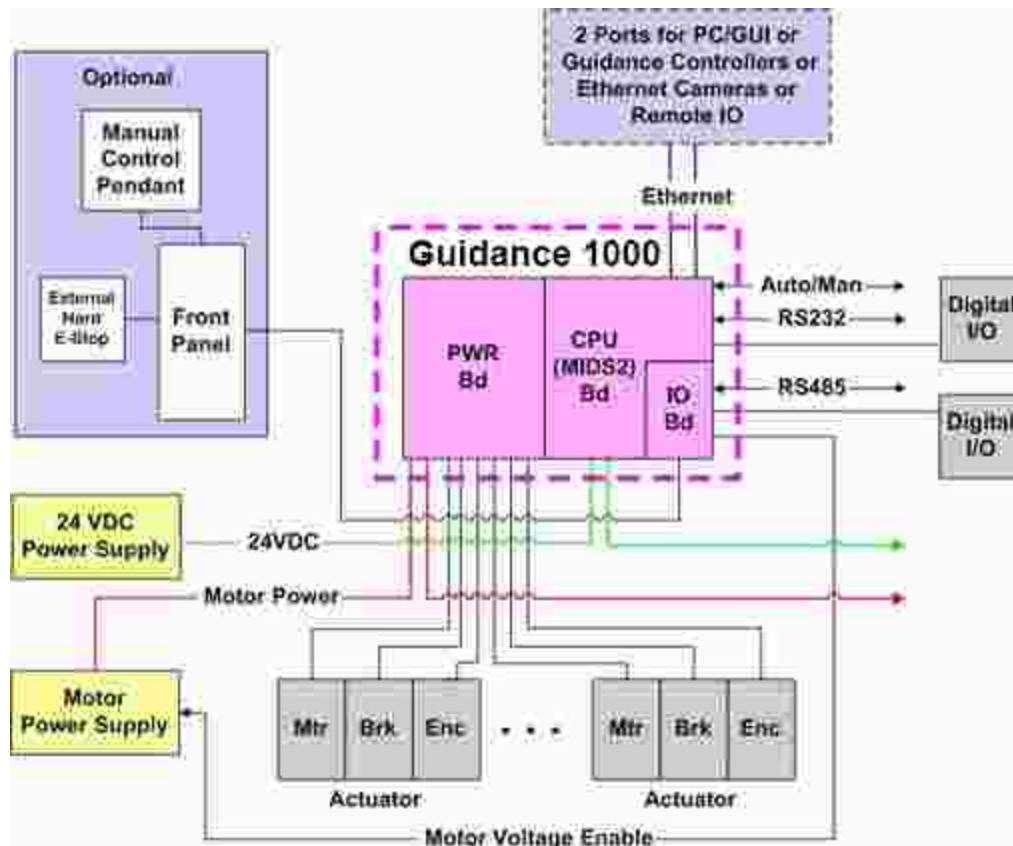 2 Ports for PC/GUI or
Guidance Controllers or
Ethernet Cameras or
Remote IO
Optional
Manual
Control
Pendant
External
Hard
E-Stop
Front
Panel
Ethernet
Guidance 1000
PWR
Bd
CPU
(MIDS2)
Bd
IO
Bd
Auto/Man
RS232
RS485
Digital
I/O
Digital
I/O
24 VDC
Power Supply
24VDC
Motor Power
Motor
Power Supply
Mtr
Brk
Enc
. . .
Mtr
Brk
Enc
Actuator
Actuator
Motor Voltage Enable